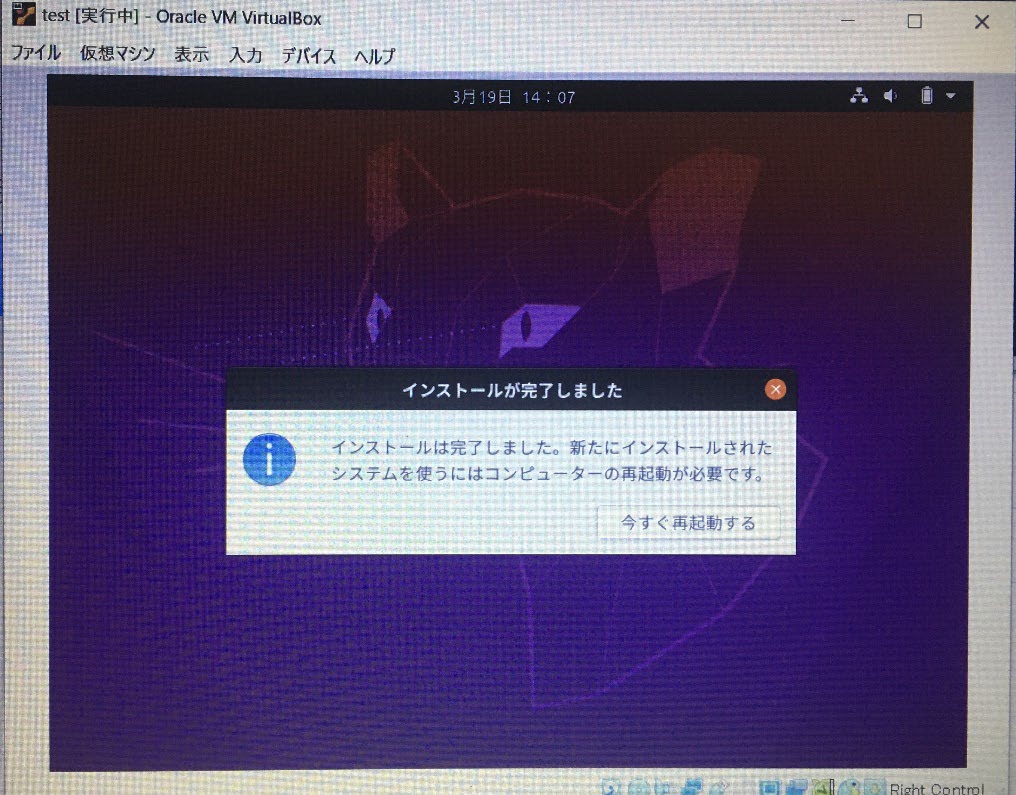 test [実行中] - Oracle VM VirtualBox
ファイル 仮想マシン 表示 入力 デバイス ヘルプ
3月19日 14:07
インストールが完了しました
インストールは完了しました。新たにインストールされた
システムを使うにはコンピューターの再起動が必要です。
今すぐ再起動する
Right Control